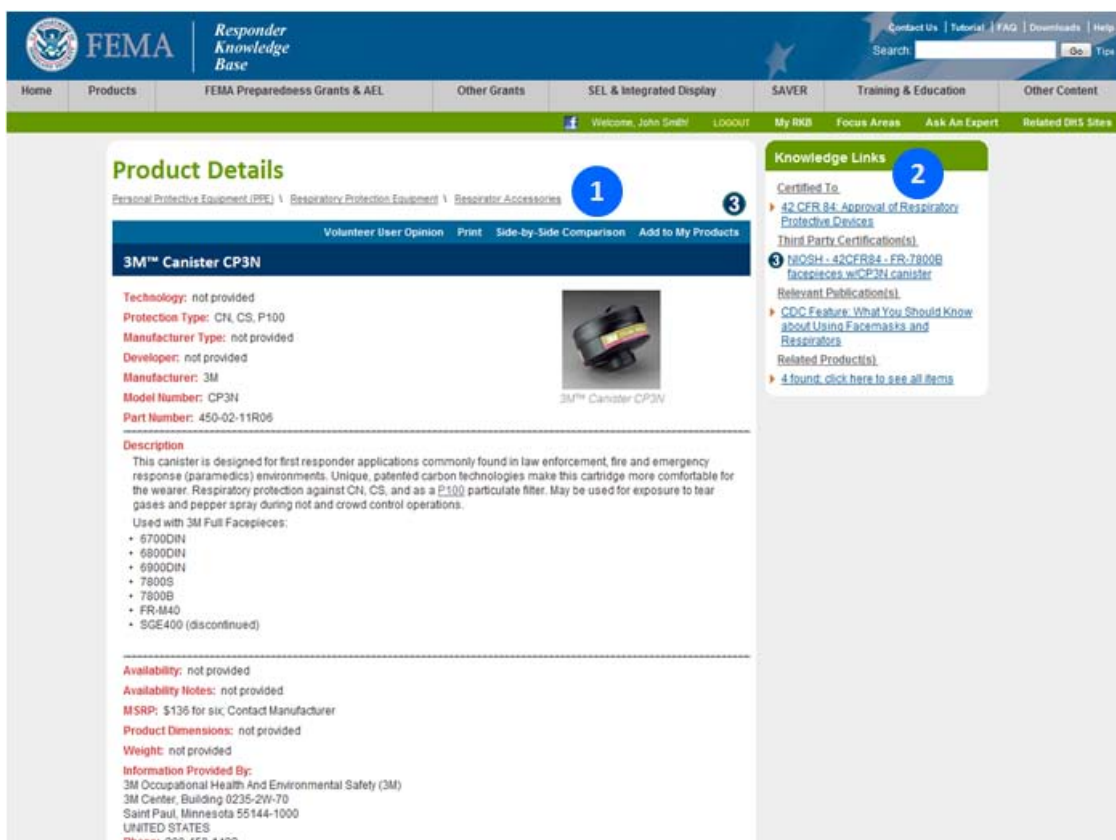 FEMA
Responder
Knowledge
Base
Contact Us | Tutorial | FAQ | Downloads | Help
Search: Go Tips
Home Products FEMA Preparedness Grants & AEL Other Grants SEL & Integrated Display SAVER Training & Education Other Content
Welcome, John Smith! LOGOUT My RKB Focus Areas Ask An Expert Related DHS Sites
Product Details
Personal Protective Equipment (PPE) \ Respiratory Protection Equipment \ Respirator Accessories
1
3
Volunteer User Opinion Print Side-by-Side Comparison Add to My Products
3M™ Canister CP3N
Technology: not provided
Protection Type: CN, CS, P100
Manufacturer Type: not provided
Developer: not provided
Manufacturer: 3M
Model Number: CP3N
Part Number: 450-02-11R06
3M™ Canister CP3N
Description
This canister is designed for first responder applications commonly found in law enforcement, fire and emergency
response (paramedics) environments. Unique, patented carbon technologies make this cartridge more comfortable for
the wearer. Respiratory protection against CN, CS, and as a P100 particulate filter. May be used for exposure to tear
gases and pepper spray during riot and crowd control operations.
Used with 3M Full Facepieces:
• 6700DIN
• 6800DIN
• 6900DIN
• 7800S
• 7800B
• FR-M40
• SGE400 (discontinued)
Availability: not provided
Availability Notes: not provided
MSRP: $136 for six; Contact Manufacturer
Product Dimensions: not provided
Weight: not provided
Information Provided By:
3M Occupational Health And Environmental Safety (3M)
3M Center, Building 0235-2W-70
Saint Paul, Minnesota 55144-1000
UNITED STATES
Knowledge Links
2
Certified To
42 CFR 84: Approval of Respiratory
Protective Devices
Third Party Certification(s)
3 NIOSH - 42CFR84 - FR-7800B
facepieces w/CP3N canister
Relevant Publication(s)
CDC Feature: What You Should Know
about Using Facemasks and
Respirators
Related Product(s)
4 found; click here to see all items